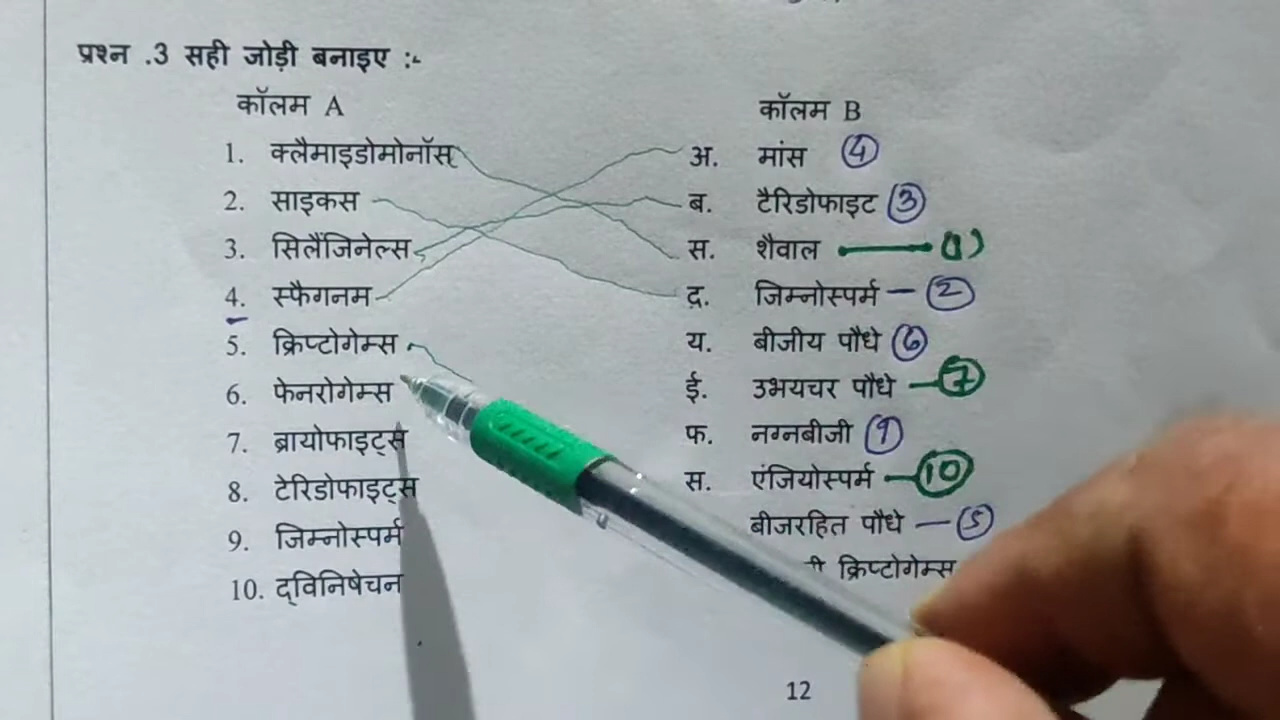 प्रश्न .3 सही जोड़ी बनाइए :-
कॉलम A कॉलम B
1. क्लैमाइडोमोनॉस अ. मांस 4
2. साइकस ब. टैरिडोफाइट 3
3. सिलैंजिनेल्स स. शैवाल (1)
4. स्फैगनम द. जिम्नोस्पर्म - 2
5. क्रिप्टोगेम्स य. बीजीय पौधे 6
6. फेनरोगेम्स ई. उभयचर पौधे - 7
7. ब्रायोफाइट्स फ. नग्नबीजी 9
8. टेरिडोफाइट्स स. एंजियोस्पर्म - 10
9. जिम्नोस्पर्म बीजरहित पौधे - 5
10. द्विनिषेचन क्रिप्टोगेम्स
12